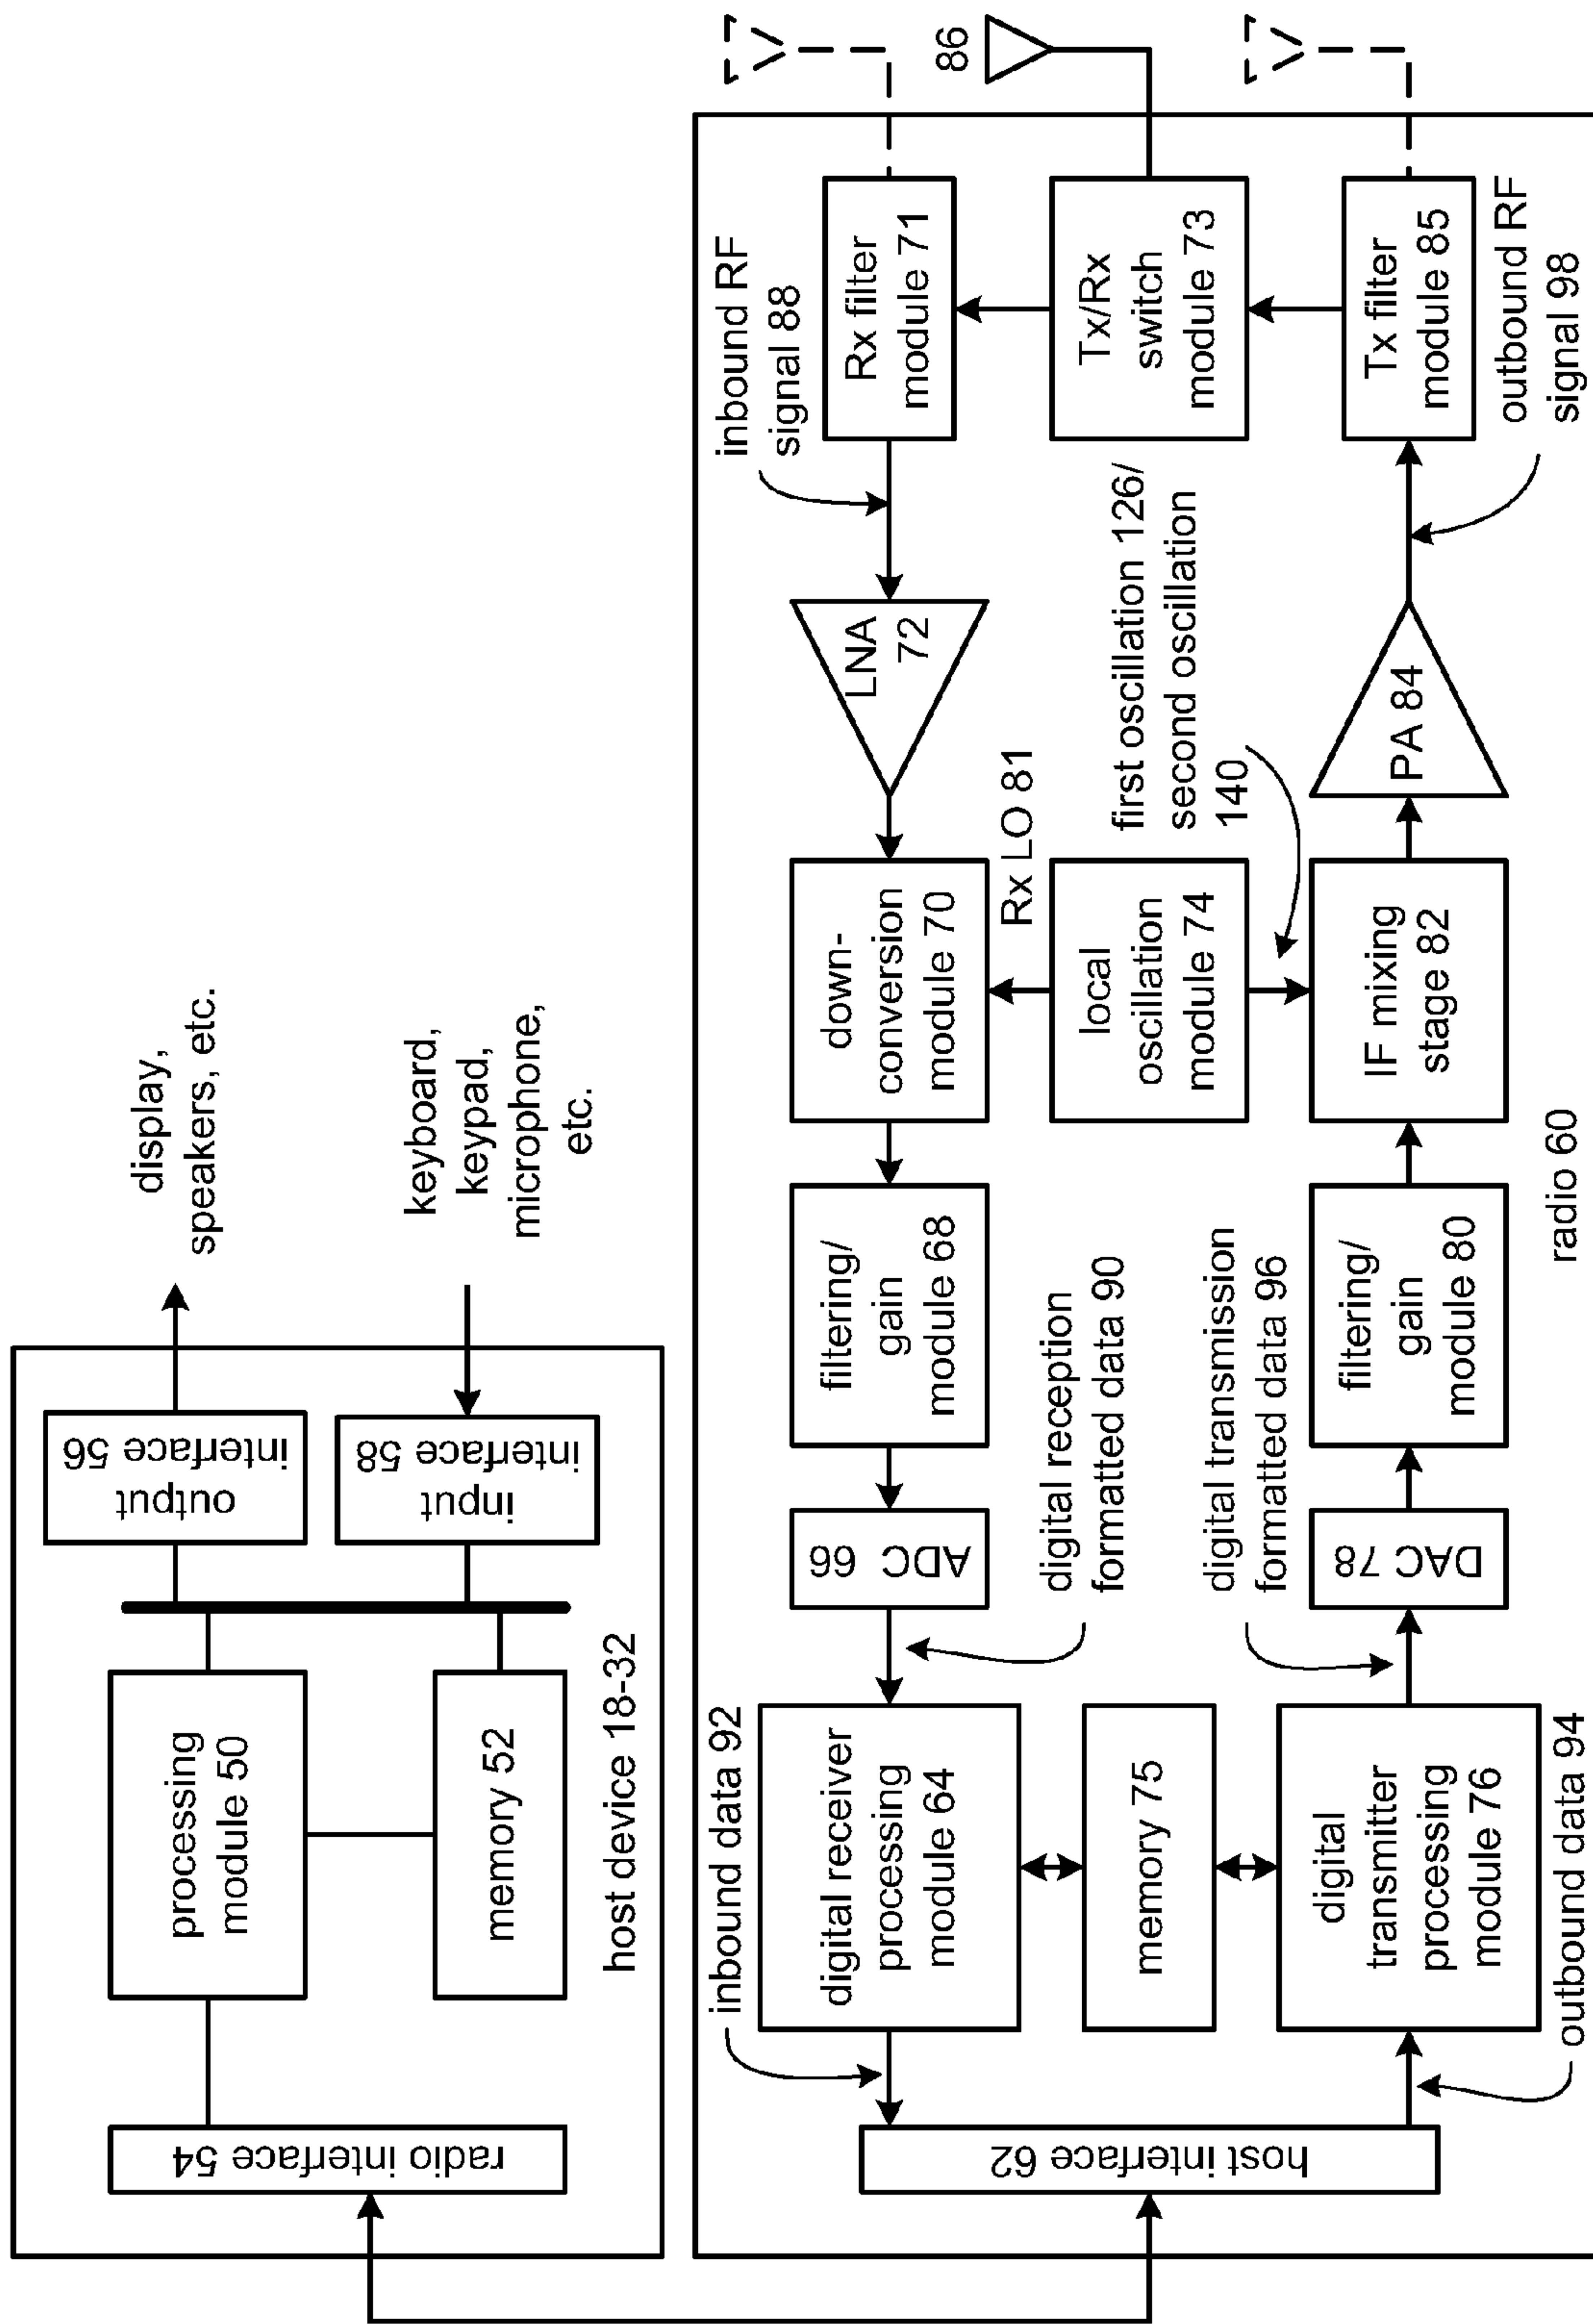 radio interface 54
processing
module 50
memory 52
output
interface 56
input
interface 58
display,
speakers, etc.
keyboard,
keypad,
microphone,
etc.
host device 18-32
inbound data 92
digital receiver
processing
module 64
host interface 62
memory 75
digital
transmitter
processing
module 76
outbound data 94
ADC 66
digital reception
formatted data 90
digital transmission
formatted data 96
DAC 78
filtering/
gain
module 68
filtering/
gain
module 80
down-
conversion
module 70
Rx LO 81
local
oscillation
module 74
first oscillation 126/
second oscillation
140
IF mixing
stage 82
LNA
72
PA 84
inbound RF
signal 88
Rx filter
module 71
Tx/Rx
switch
module 73
Tx filter
module 85
outbound RF
signal 98
86
radio 60